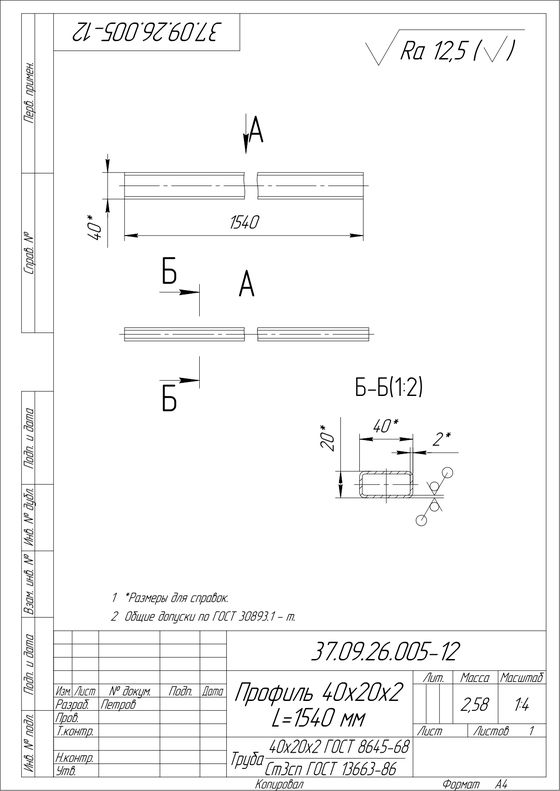 37.09.26.005-12
Ra 12,5 (√)
Перв. примен.
Справ. №
А
40*
1540
Б
А
Б
Б-Б(1:2)
40*
20*
2*
1 *Размеры для справок.
2 Общие допуски по ГОСТ 30893.1 - m.
Подп. и дата
Инв. № дубл.
Взам. инв. №
Подп. и дата
Инв. № подл.
37.09.26.005-12
Изм. Лист № докум. Подп. Дата
Разраб. Петров
Пров.
Т.контр.
Н.контр.
Утв.
Профиль 40х20х2
L=1540 мм
Лит. Масса Масштаб
2,58 1:4
Лист Листов 1
Труба 40х20х2 ГОСТ 8645-68
Ст3сп ГОСТ 13663-86
Копировал Формат А4